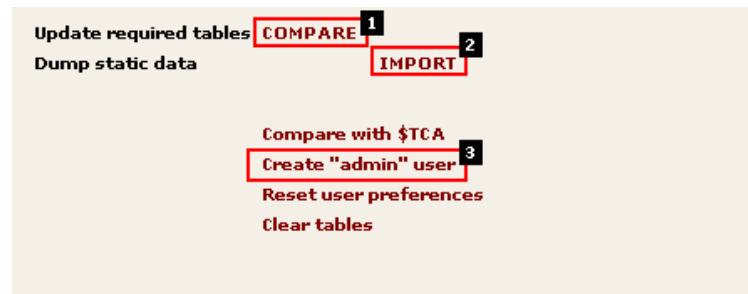 Update required tables COMPARE 1
Dump static data IMPORT 2
Compare with $TCA
Create "admin" user 3
Reset user preferences
Clear tables